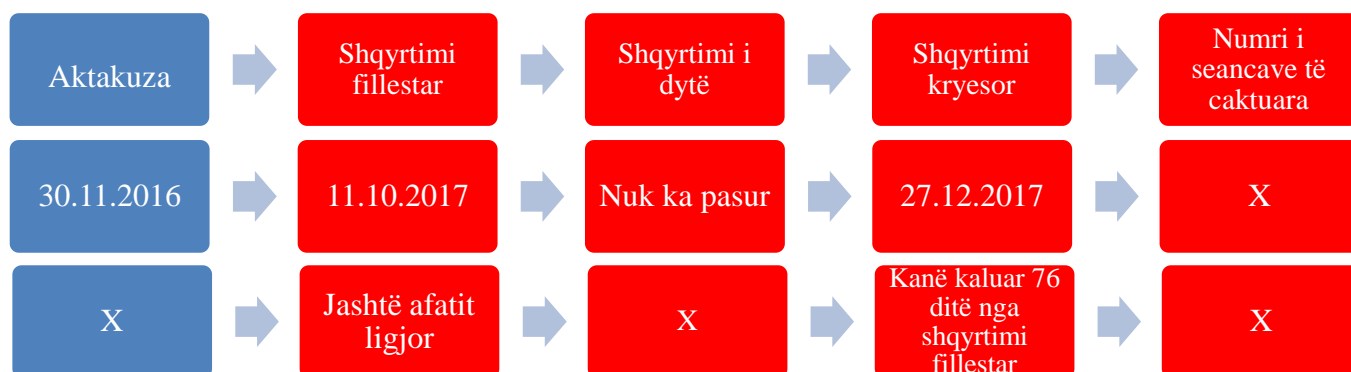 Aktakuza
Shqyrtimi
fillestar
Shqyrtimi i
dytë
Shqyrtimi
kryesor
Numri i
seancave të
caktuara
30.11.2016
11.10.2017
Nuk ka pasur
27.12.2017
X
X
Jashtë afatit
ligjor
X
Kanë kaluar 76
ditë nga
shqyrtimi
fillestar
X